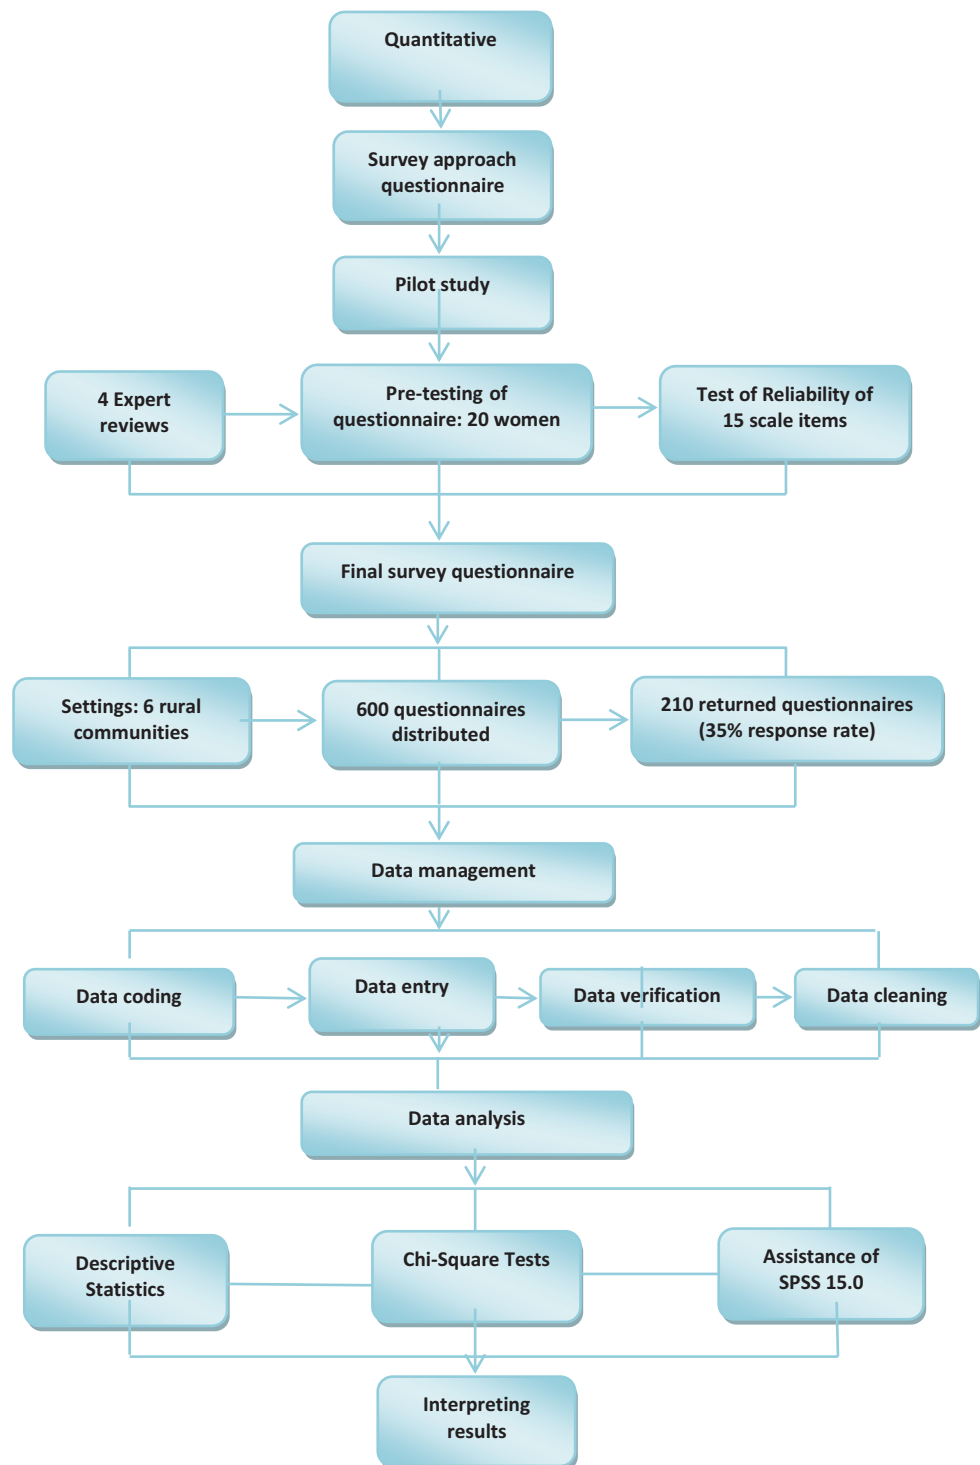 Quantitative
Survey approach
questionnaire
Pilot study
4 Expert
reviews
Pre-testing of
questionnaire: 20 women
Test of Reliability of
15 scale items
Final survey questionnaire
Settings: 6 rural
communities
600 questionnaires
distributed
210 returned questionnaires
(35% response rate)
Data management
Data coding
Data entry
Data verification
Data cleaning
Data analysis
Descriptive
Statistics
Chi-Square Tests
Assistance of
SPSS 15.0
Interpreting
results